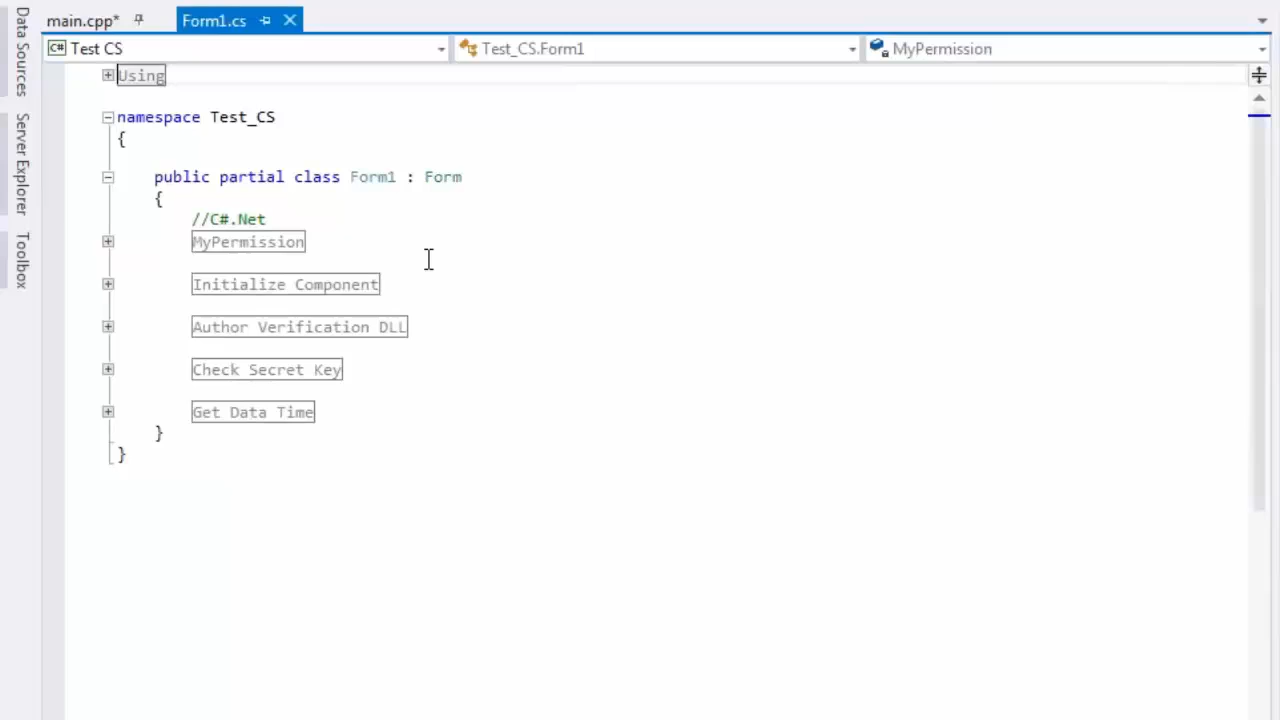 Data Sources
Server Explorer
Toolbox
main.cpp*
Form1.cs
C# Test CS
Test_CS.Form1
MyPermission
Using
namespace Test_CS
{
public partial class Form1 : Form
{
//C#.Net
MyPermission
Initialize Component
Author Verification DLL
Check Secret Key
Get Data Time
}
}